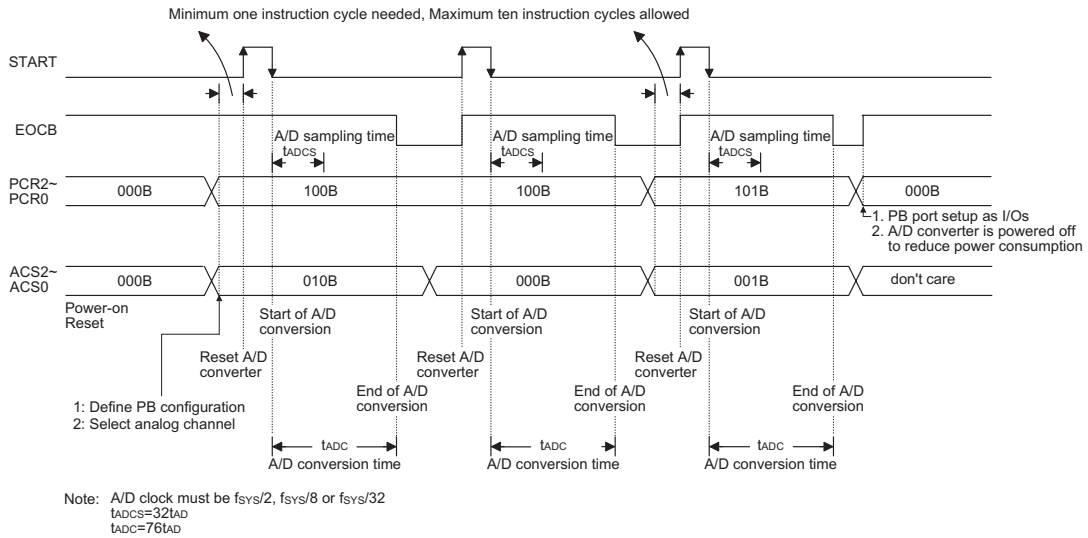 Minimum one instruction cycle needed, Maximum ten instruction cycles allowed
START
EOCB
A/D sampling time
tADCS
A/D sampling time
tADCS
A/D sampling time
tADCS
PCR2~
PCR0
000B
100B
100B
101B
000B
1. PB port setup as I/Os
2. A/D converter is powered off
to reduce power consumption
ACS2~
ACS0
000B
010B
000B
001B
don't care
Power-on
Reset
Start of A/D
conversion
Start of A/D
conversion
Start of A/D
conversion
Reset A/D
converter
Reset A/D
converter
Reset A/D
converter
End of A/D
conversion
End of A/D
conversion
End of A/D
conversion
1: Define PB configuration
2: Select analog channel
tADC
A/D conversion time
tADC
A/D conversion time
tADC
A/D conversion time
Note: A/D clock must be fSYS/2, fSYS/8 or fSYS/32
tADCS=32tAD
tADC=76tAD